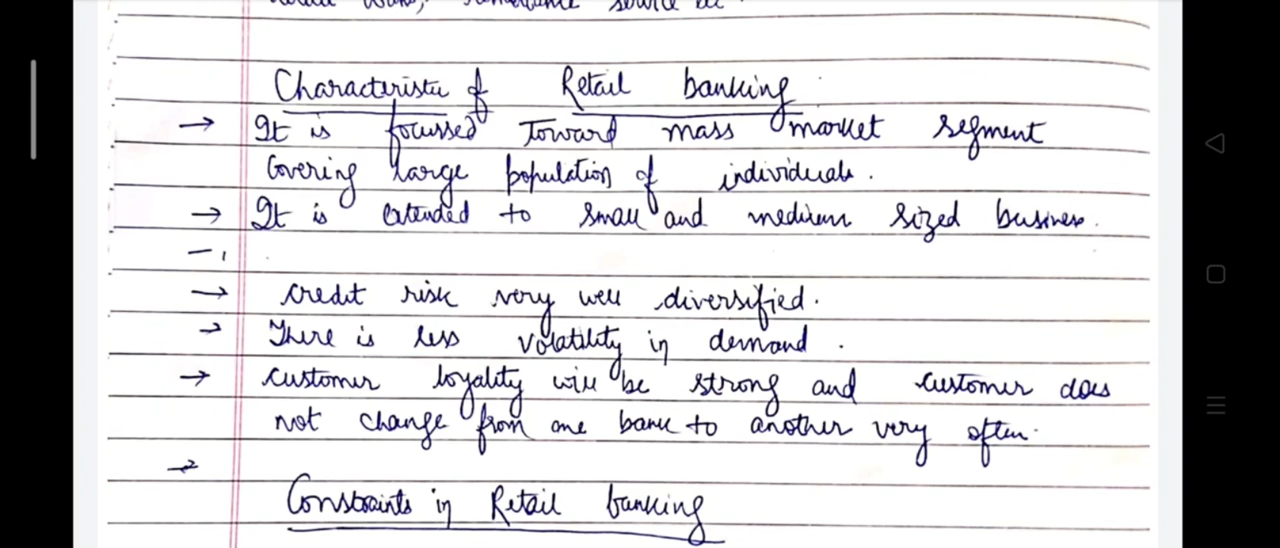 Characteristic of Retail banking
→ It is focussed Toward mass market segment
Covering large population of individuals.
→ It is extended to small and medium sized business.
→ credit risk very well diversified.
→ There is less volatility in demand.
→ customer loyality will be strong and customer does
not change from one bank to another very often.
→
Constraints in Retail banking